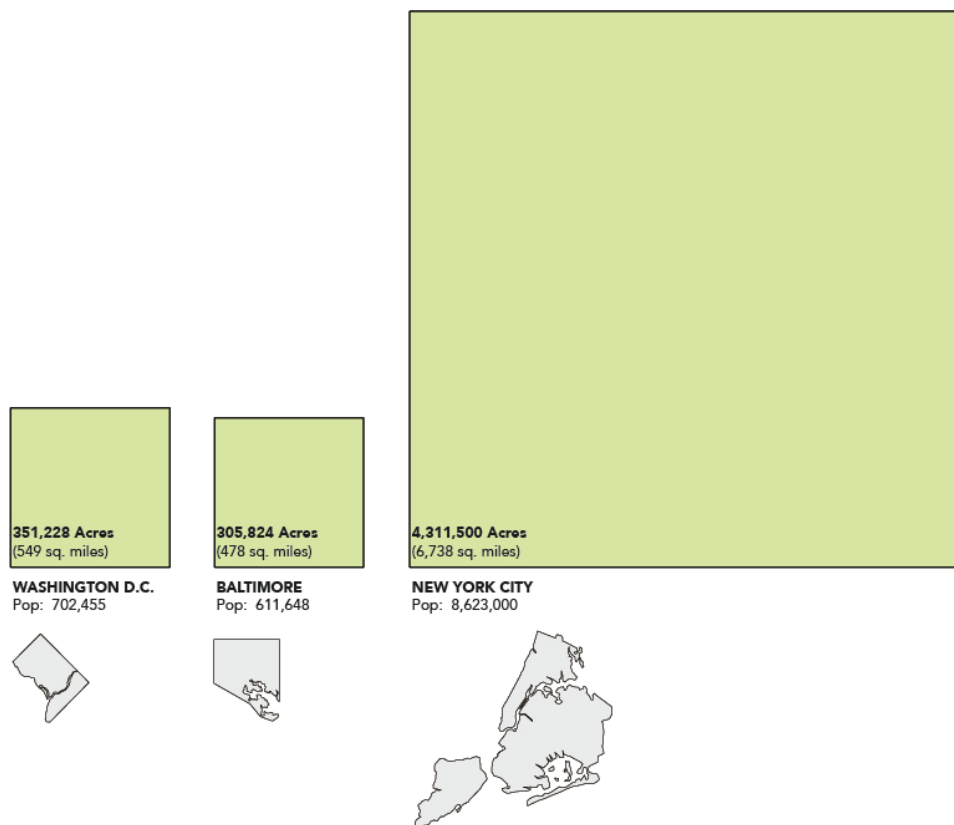 351,228 Acres
(549 sq. miles)
WASHINGTON D.C.
Pop: 702,455
305,824 Acres
(478 sq. miles)
BALTIMORE
Pop: 611,648
4,311,500 Acres
(6,738 sq. miles)
NEW YORK CITY
Pop: 8,623,000